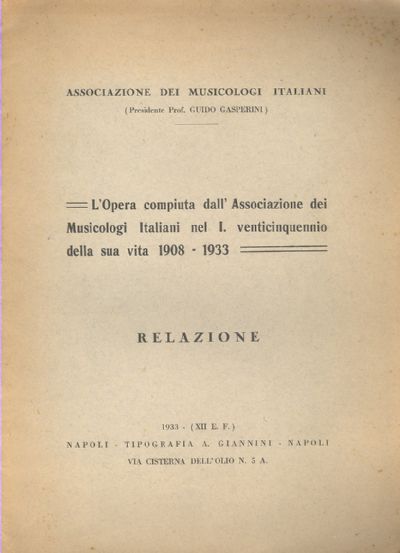 ASSOCIAZIONE DEI MUSICOLOGI ITALIANI
(Presidente Prof. GUIDO GASPERINI)
L'Opera compiuta dall'Associazione dei
Musicologi Italiani nel I. venticinquennio
della sua vita 1908 - 1933
RELAZIONE
1933 - (XII E. F.)
NAPOLI - TIPOGRAFIA A. GIANNINI - NAPOLI
VIA CISTERNA DELL'OLIO N. 5 A.